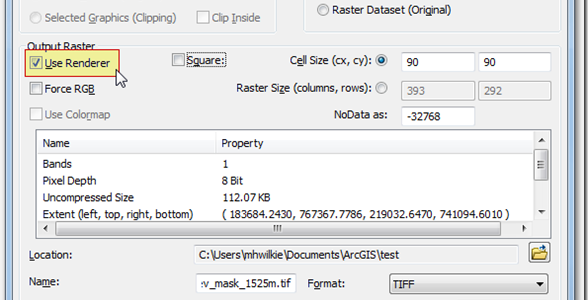 Selected Graphics (Clipping) Clip Inside Raster Dataset (Original)
Output Raster
Use Renderer Square: Cell Size (cx, cy): 90 90
Force RGB Raster Size (columns, rows): 393 292
Use Colormap NoData as: -32768
Name Property
Bands 1
Pixel Depth 8 Bit
Uncompressed Size 112.07 KB
Extent (left, top, right, bottom) ( 183684.2430, 767367.7786, 219032.6470, 741094.6010 )
Location: C:\Users\mhwilkie\Documents\ArcGIS\test
Name: :v_mask_1525m.tif Format: TIFF